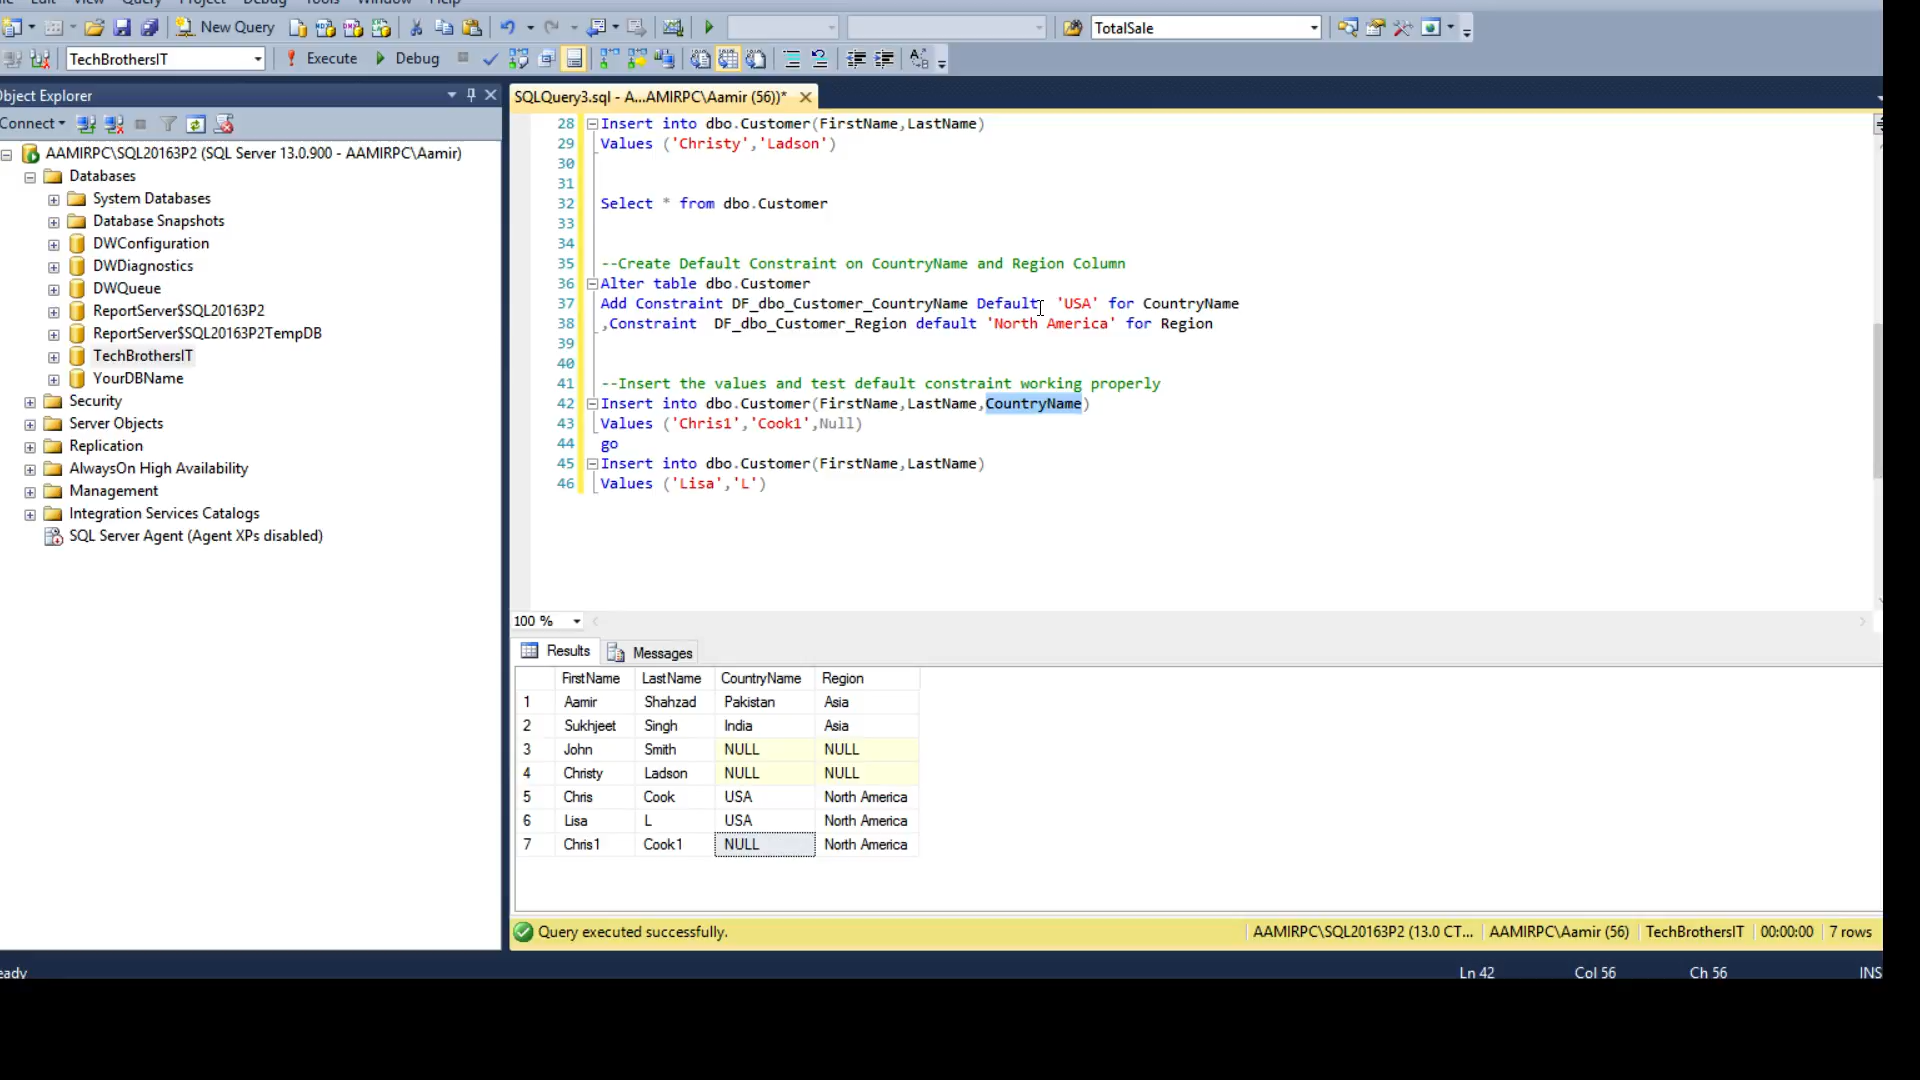 View Query Project Debug Tools Window Help
New Query
TotalSale
TechBrothersIT
Execute
Debug
bject Explorer
Connect
AAMIRPC\SQL20163P2 (SQL Server 13.0.900 - AAMIRPC\Aamir)
Databases
System Databases
Database Snapshots
DWConfiguration
DWDiagnostics
DWQueue
ReportServer$SQL20163P2
ReportServer$SQL20163P2TempDB
TechBrothersIT
YourDBName
Security
Server Objects
Replication
AlwaysOn High Availability
Management
Integration Services Catalogs
SQL Server Agent (Agent XPs disabled)
SQLQuery3.sql - A...AMIRPC\Aamir (56))*
28 Insert into dbo.Customer(FirstName,LastName)
29 Values ('Christy','Ladson')
30
31
32 Select * from dbo.Customer
33
34
35 --Create Default Constraint on CountryName and Region Column
36 Alter table dbo.Customer
37 Add Constraint DF_dbo_Customer_CountryName Default 'USA' for CountryName
38 ,Constraint DF_dbo_Customer_Region default 'North America' for Region
39
40
41 --Insert the values and test default constraint working properly
42 Insert into dbo.Customer(FirstName,LastName,CountryName)
43 Values ('Chris1','Cook1',Null)
44 go
45 Insert into dbo.Customer(FirstName,LastName)
46 Values ('Lisa','L')
100 %
Results Messages
FirstName LastName CountryName Region
1 Aamir Shahzad Pakistan Asia
2 Sukhjeet Singh India Asia
3 John Smith NULL NULL
4 Christy Ladson NULL NULL
5 Chris Cook USA North America
6 Lisa L USA North America
7 Chris1 Cook1 NULL North America
Query executed successfully.
AAMIRPC\SQL20163P2 (13.0 CT... AAMIRPC\Aamir (56) TechBrothersIT 00:00:00 7 rows
eady
Ln 42 Col 56 Ch 56 INS